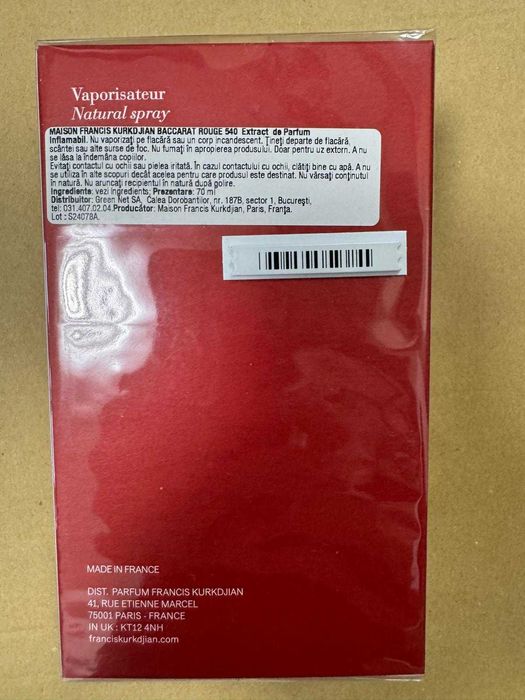 Vaporisateur
Natural spray
MAISON FRANCIS KURKDJIAN BACCARAT ROUGE 540 Extract de Parfum
Inflamabil. Nu vaporizați pe flacără sau un corp incandescent. Țineți departe de flacără,
scântei sau alte surse de foc. Nu fumați în apropierea produsului. Doar pentru uz extern. A nu
se lăsa la îndemâna copiilor.
Evitați contactul cu ochii sau pielea iritată. În cazul contactului cu ochii, clătiți bine cu apă. A nu
se utiliza în alte scopuri decât acelea pentru care produsul este destinat. Nu vărsați conținutul
în natură. Nu aruncați recipientul în natură după golire.
Ingrediente: vezi Ingredients; Prezentare: 70 ml
Distribuitor: Green Net SA, Calea Dorobantilor, nr. 187B, sector 1, București,
tel: 031.407.02.04.Producător: Maison Francis Kurkdjian, Paris, Franța.
Lot : S24078A.
MADE IN FRANCE
DIST. PARFUM FRANCIS KURKDJIAN
41, RUE ETIENNE MARCEL
75001 PARIS - FRANCE
IN UK : KT12 4NH
franciskurkdjian.com